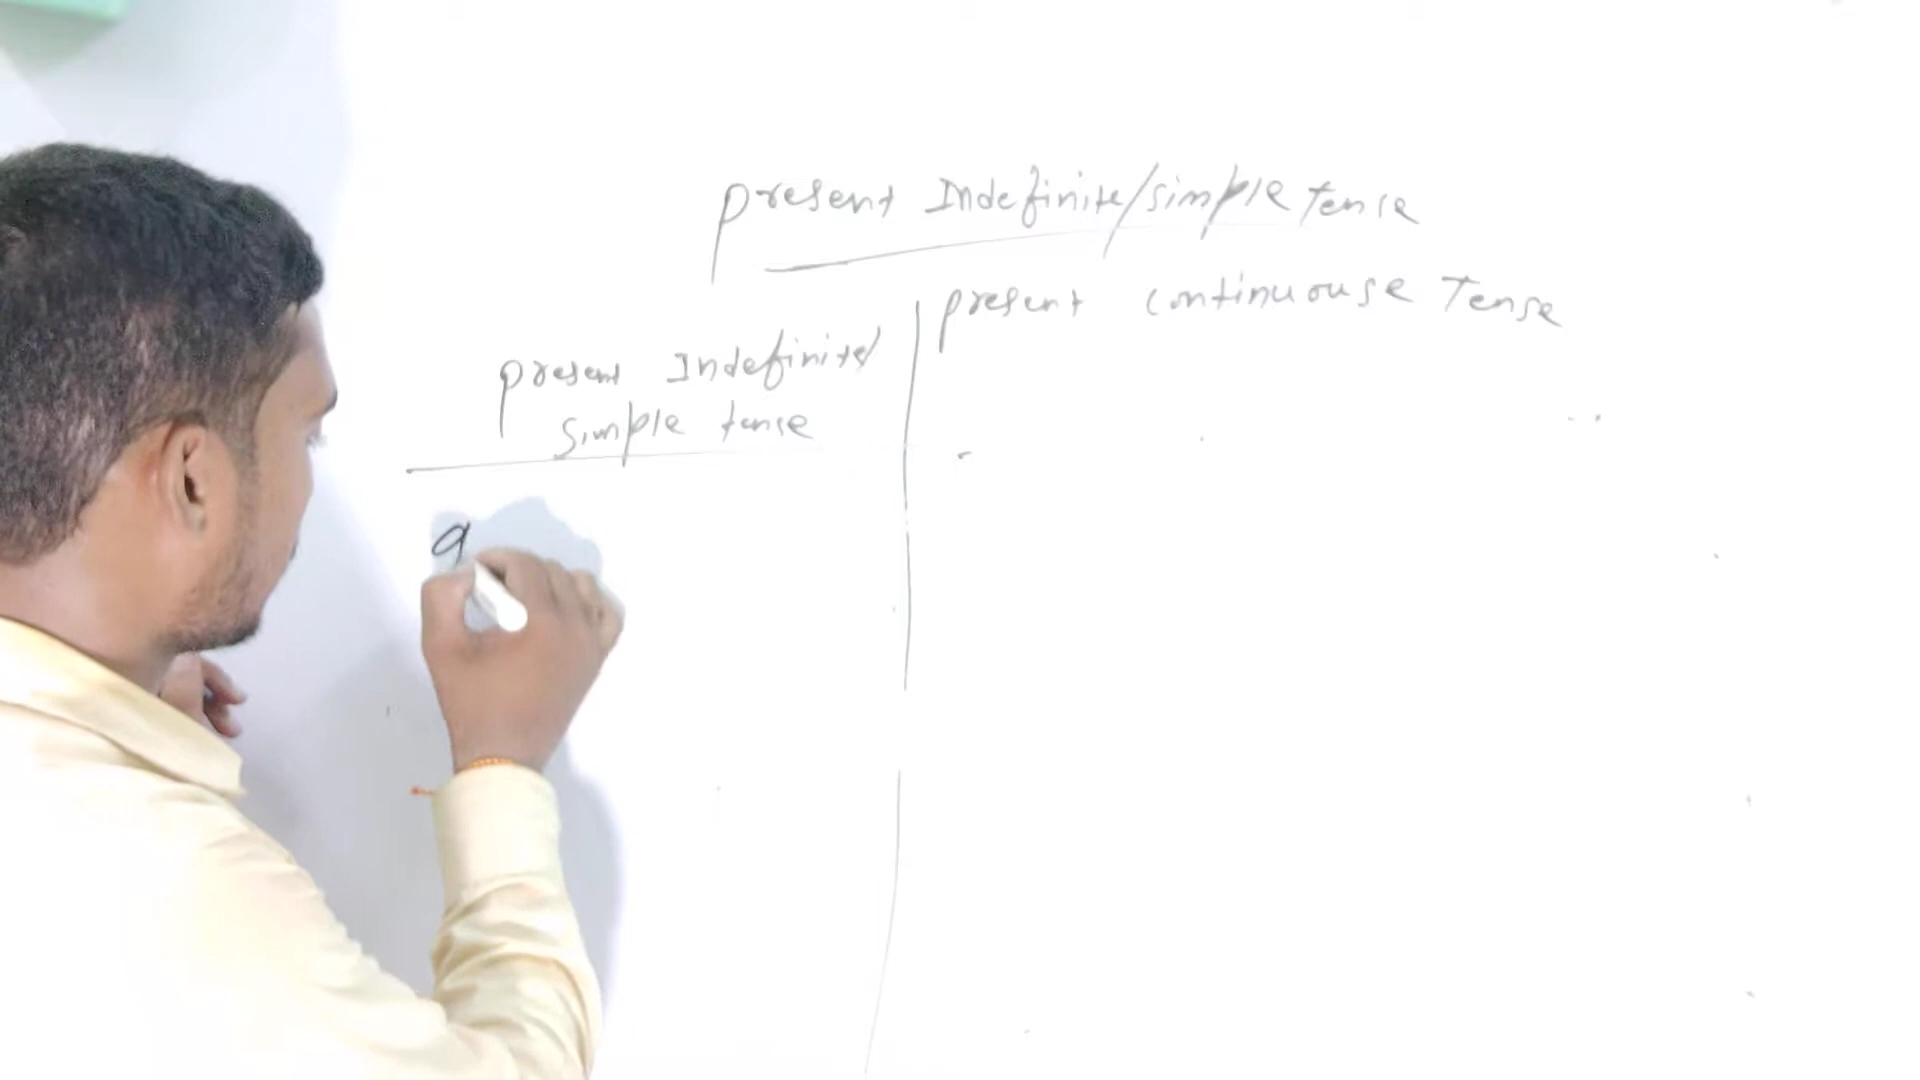 present Indefinite/simple Tense
present Indefinite/
simple tense
present continuouse Tense
a